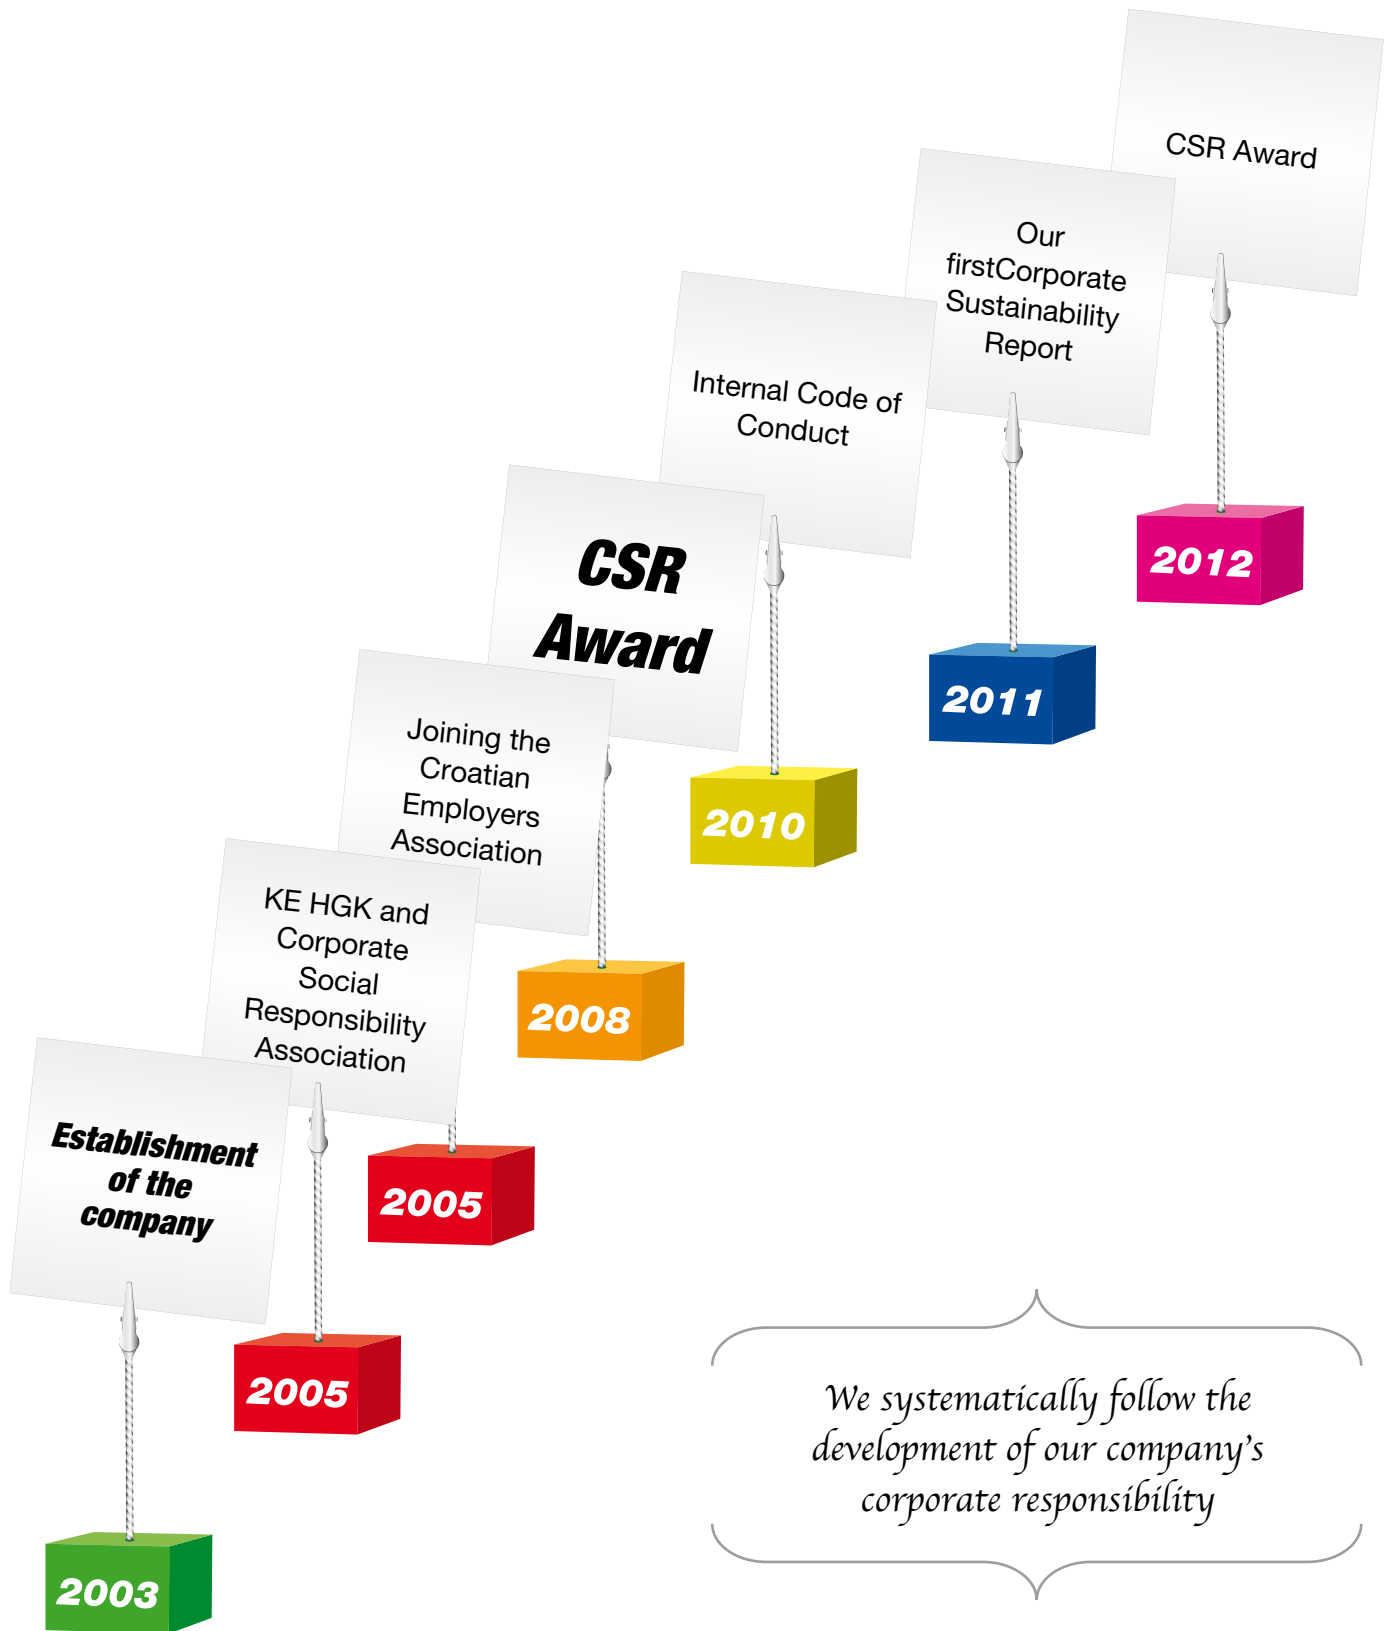 CSR Award
Our
firstCorporate
Sustainability
Report
Internal Code of
Conduct
2012
CSR
Award
2011
Joining the
Croatian
Employers
Association
2010
KE HGK and
Corporate
Social
Responsibility
Association
2008
Establishment
of the
company
2005
2005
2003
We systematically follow the
development of our company's
corporate responsibility